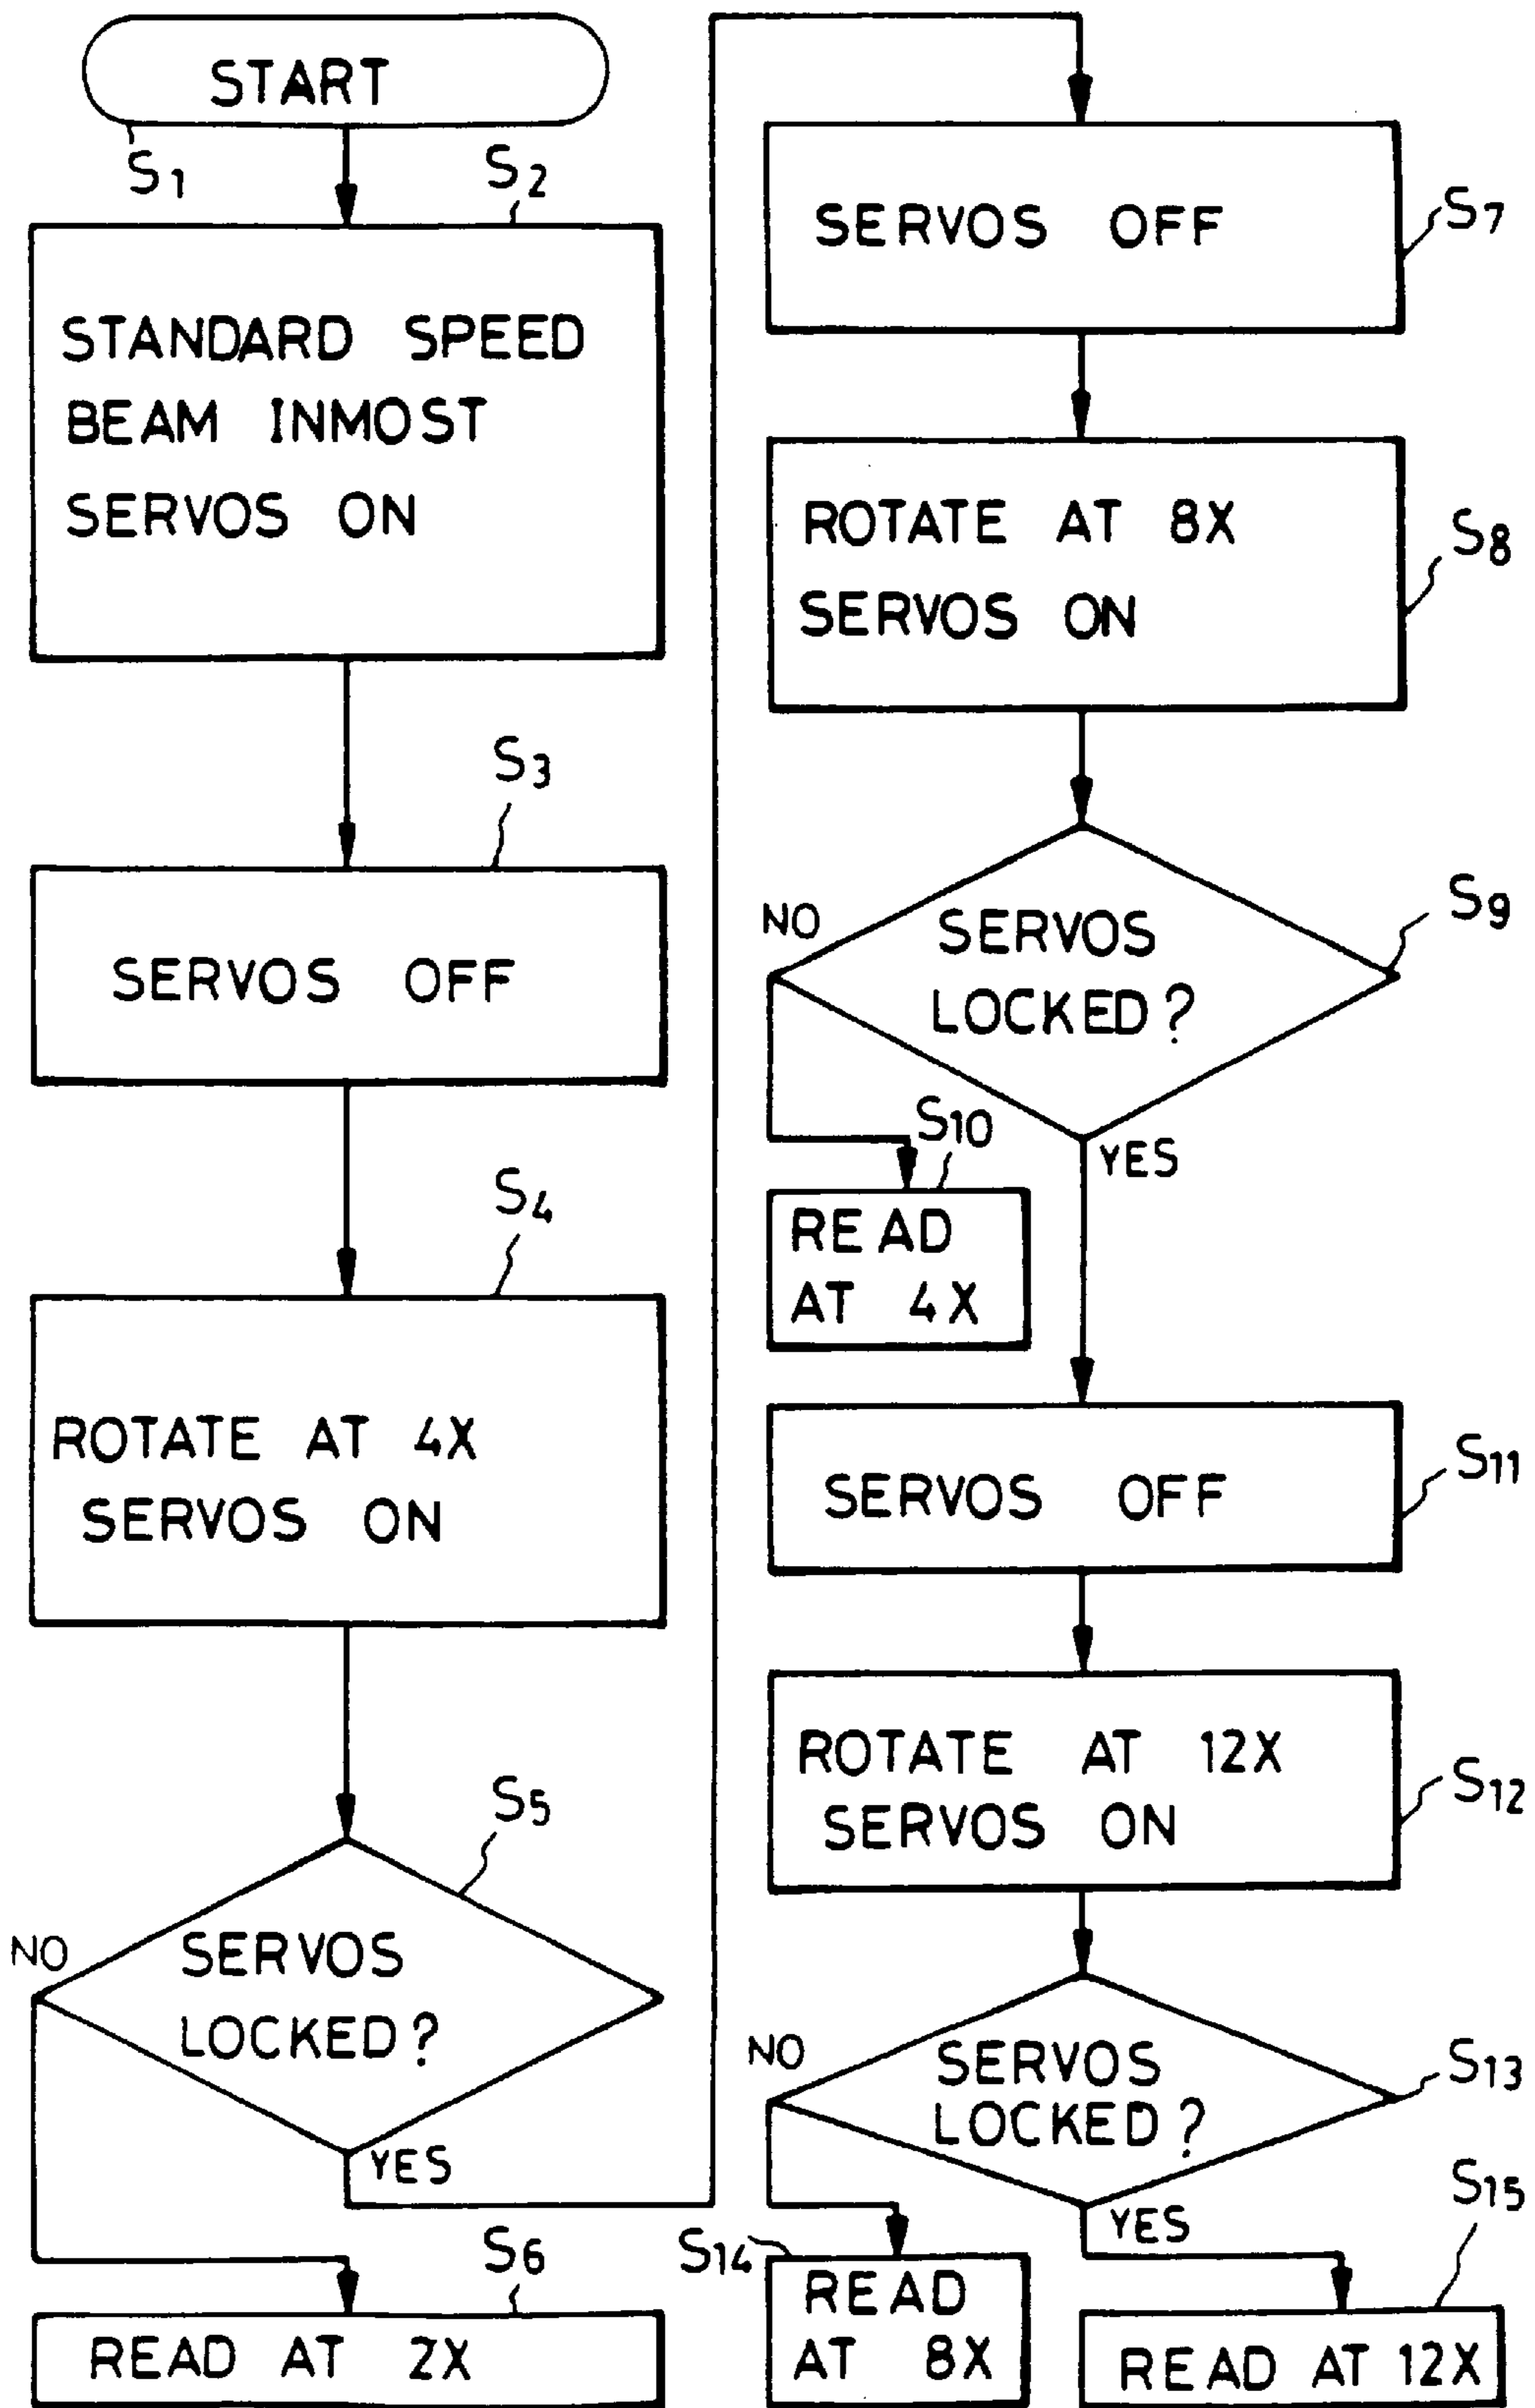 START
S1
S2
STANDARD SPEED
BEAM INMOST
SERVOS ON
S3
SERVOS OFF
S4
ROTATE AT 4X
SERVOS ON
S5
NO
SERVOS
LOCKED?
YES
S6
READ AT 2X
SERVOS OFF
S7
ROTATE AT 8X
SERVOS ON
S8
S9
NO
SERVOS
LOCKED?
YES
S10
READ
AT 4X
SERVOS OFF
S11
ROTATE AT 12X
SERVOS ON
S12
NO
SERVOS
LOCKED?
S13
YES
S14
READ
AT 8X
S15
READ AT 12X